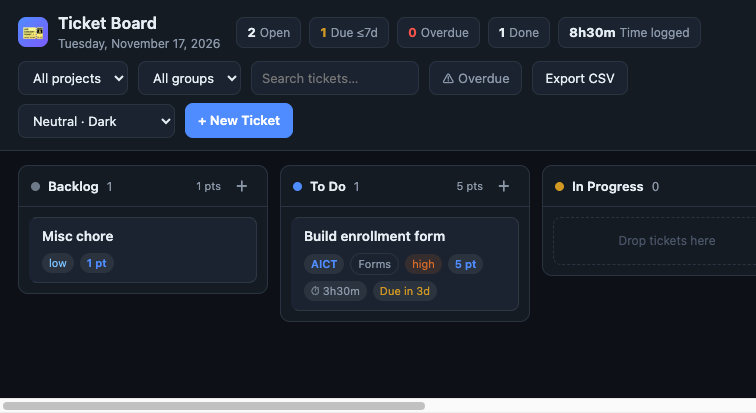 Ticket Board
Tuesday, November 17, 2026
2 Open
1 Due ≤7d
0 Overdue
1 Done
8h30m Time logged
All projects
All groups
Search tickets…
⚠ Overdue
Export CSV
Neutral · Dark
+ New Ticket
Backlog 1
1 pts +
To Do 1
5 pts +
In Progress 0
Misc chore
low
1 pt
Build enrollment form
AICT
Forms
high
5 pt
⏱ 3h30m
Due in 3d
Drop tickets here